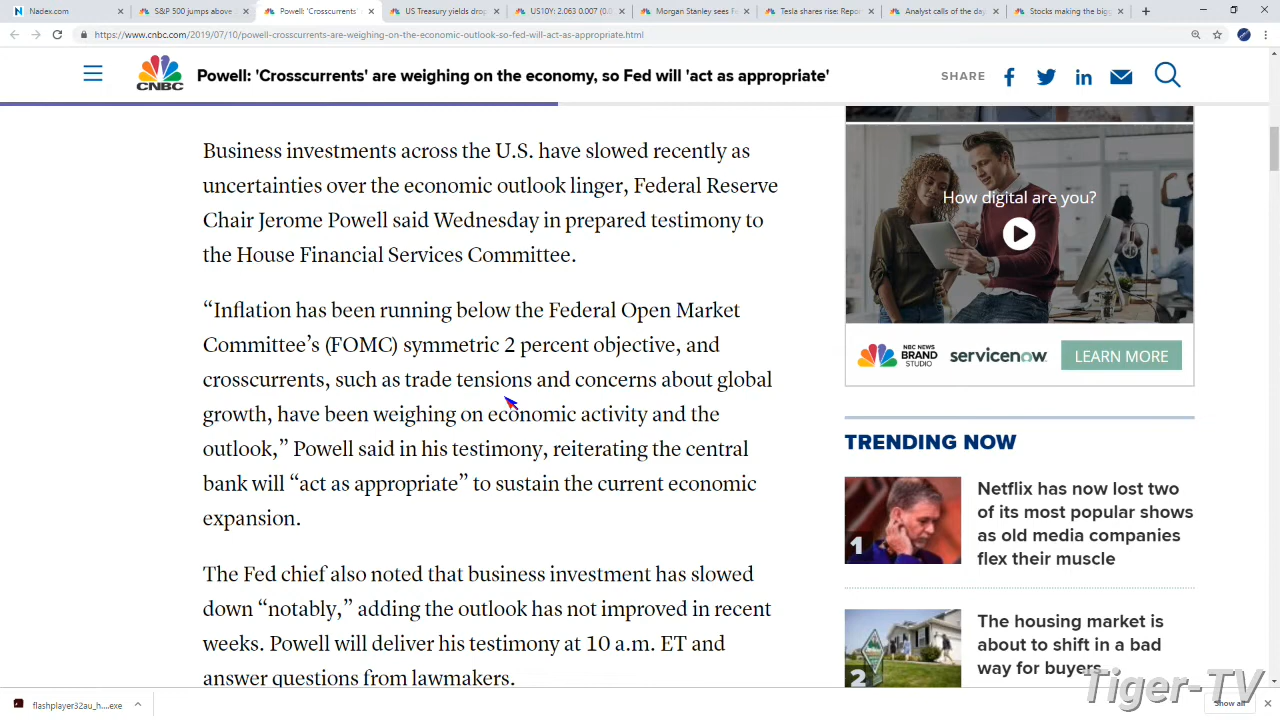 Nadex.com
S&P 500 jumps above
Powell: 'Crosscurrents'
US Treasury yields drop
US10Y: 2.063 0.007 (0.0
Morgan Stanley sees F
Tesla shares rise: Repor
Analyst calls of the day
Stocks making the bigg
https://www.cnbc.com/2019/07/10/powell-crosscurrents-are-weighing-on-the-economic-outlook-so-fed-will-act-as-appropriate.html
CNBC
Powell: 'Crosscurrents' are weighing on the economy, so Fed will 'act as appropriate'
SHARE
Business investments across the U.S. have slowed recently as
uncertainties over the economic outlook linger, Federal Reserve
Chair Jerome Powell said Wednesday in prepared testimony to
the House Financial Services Committee.
“Inflation has been running below the Federal Open Market
Committee’s (FOMC) symmetric 2 percent objective, and
crosscurrents, such as trade tensions and concerns about global
growth, have been weighing on economic activity and the
outlook,” Powell said in his testimony, reiterating the central
bank will “act as appropriate” to sustain the current economic
expansion.
The Fed chief also noted that business investment has slowed
down “notably,” adding the outlook has not improved in recent
weeks. Powell will deliver his testimony at 10 a.m. ET and
answer questions from lawmakers.
How digital are you?
NBC NEWS
BRAND
STUDIO
servicenow
LEARN MORE
TRENDING NOW
1
Netflix has now lost two
of its most popular shows
as old media companies
flex their muscle
2
The housing market is
about to shift in a bad
way for buyers
Tiger-TV
flashplayer32au_h....exe
Show all